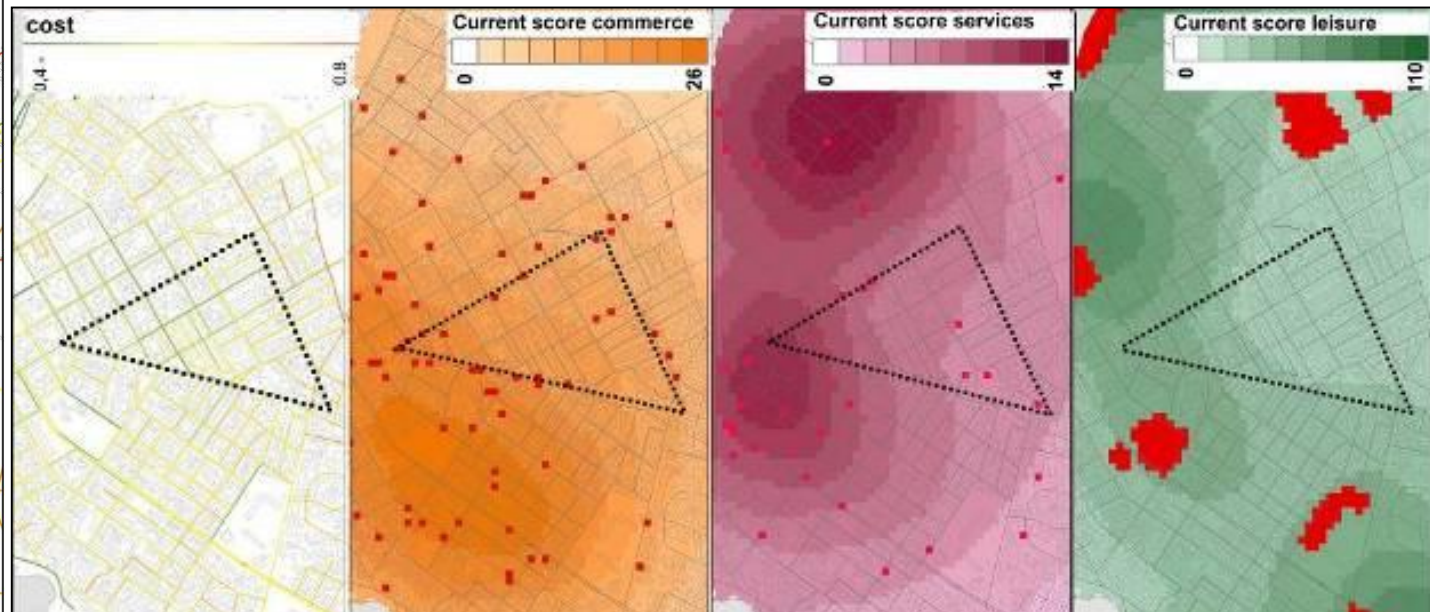 cost
0,4
0.8
Current score commerce
0
26
Current score services
0
14
Current score leisure
0
110